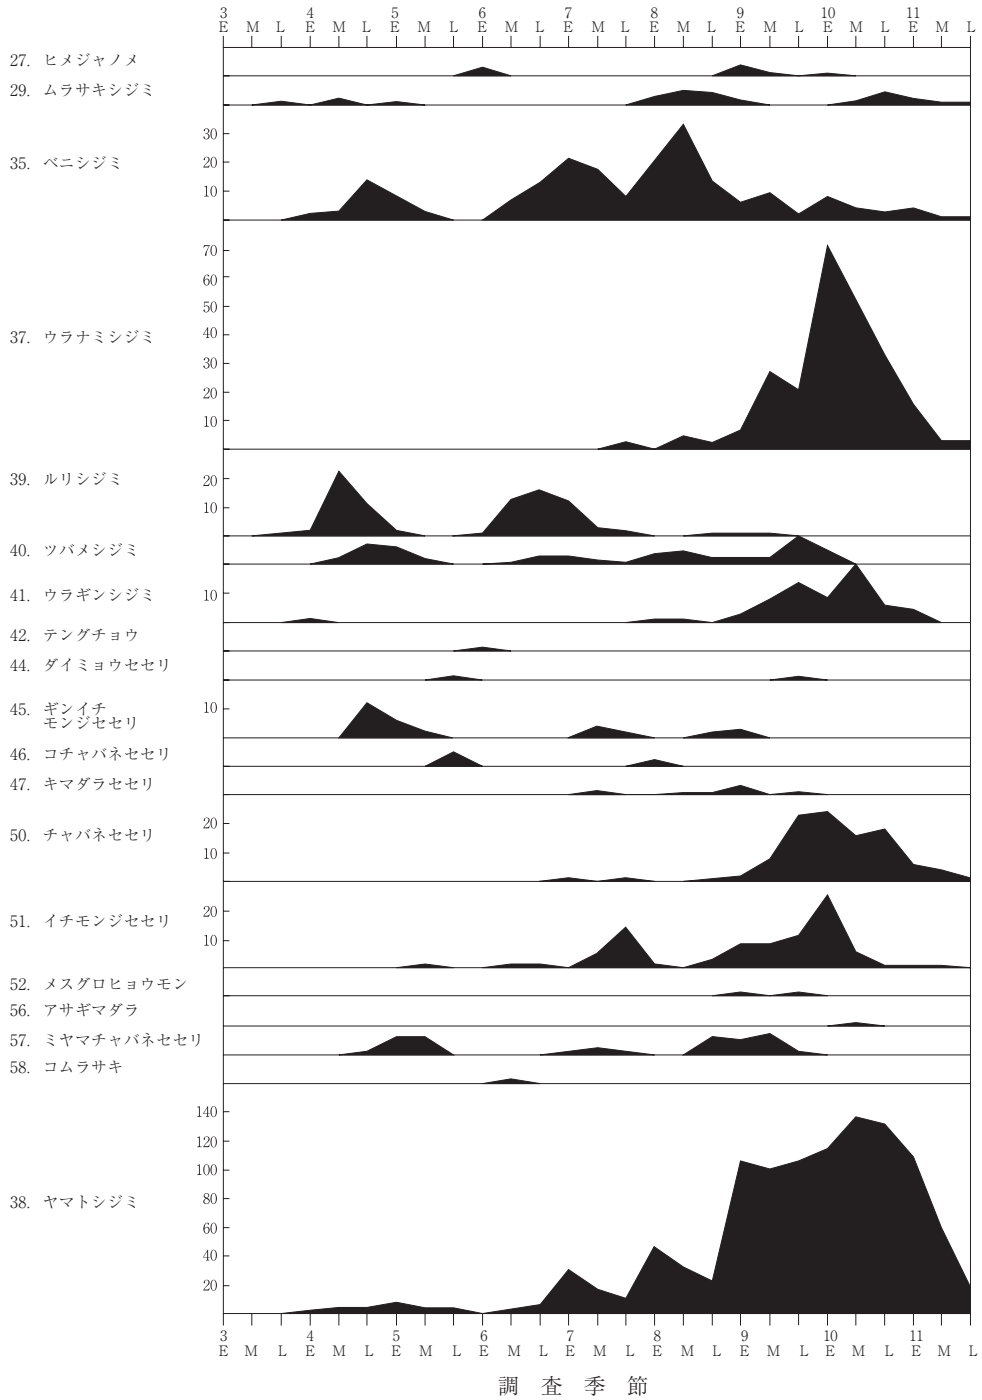 3 4 5 6 7 8 9 10 11
E M L E M L E M L E M L E M L E M L E M L E M L E M L
27. ヒメジャノメ
29. ムラサキシジミ
30
20
35. ベニシジミ
10
70
60
50
40
37. ウラナミシジミ
30
20
10
39. ルリシジミ
20
10
40. ツバメシジミ
41. ウラギンシジミ 10
42. テングチョウ
44. ダイミョウセセリ
45. ギンイチ 10
モンジセセリ
46. コチャバネセセリ
47. キマダラセセリ
20
50. チャバネセセリ
10
20
51. イチモンジセセリ
10
52. メスグロヒョウモン
56. アサギマダラ
57. ミヤマチャバネセセリ
58. コムラサキ
140
120
100
80
38. ヤマトシジミ
60
40
20
3 4 5 6 7 8 9 10 11
E M L E M L E M L E M L E M L E M L E M L E M L E M L
調査季節